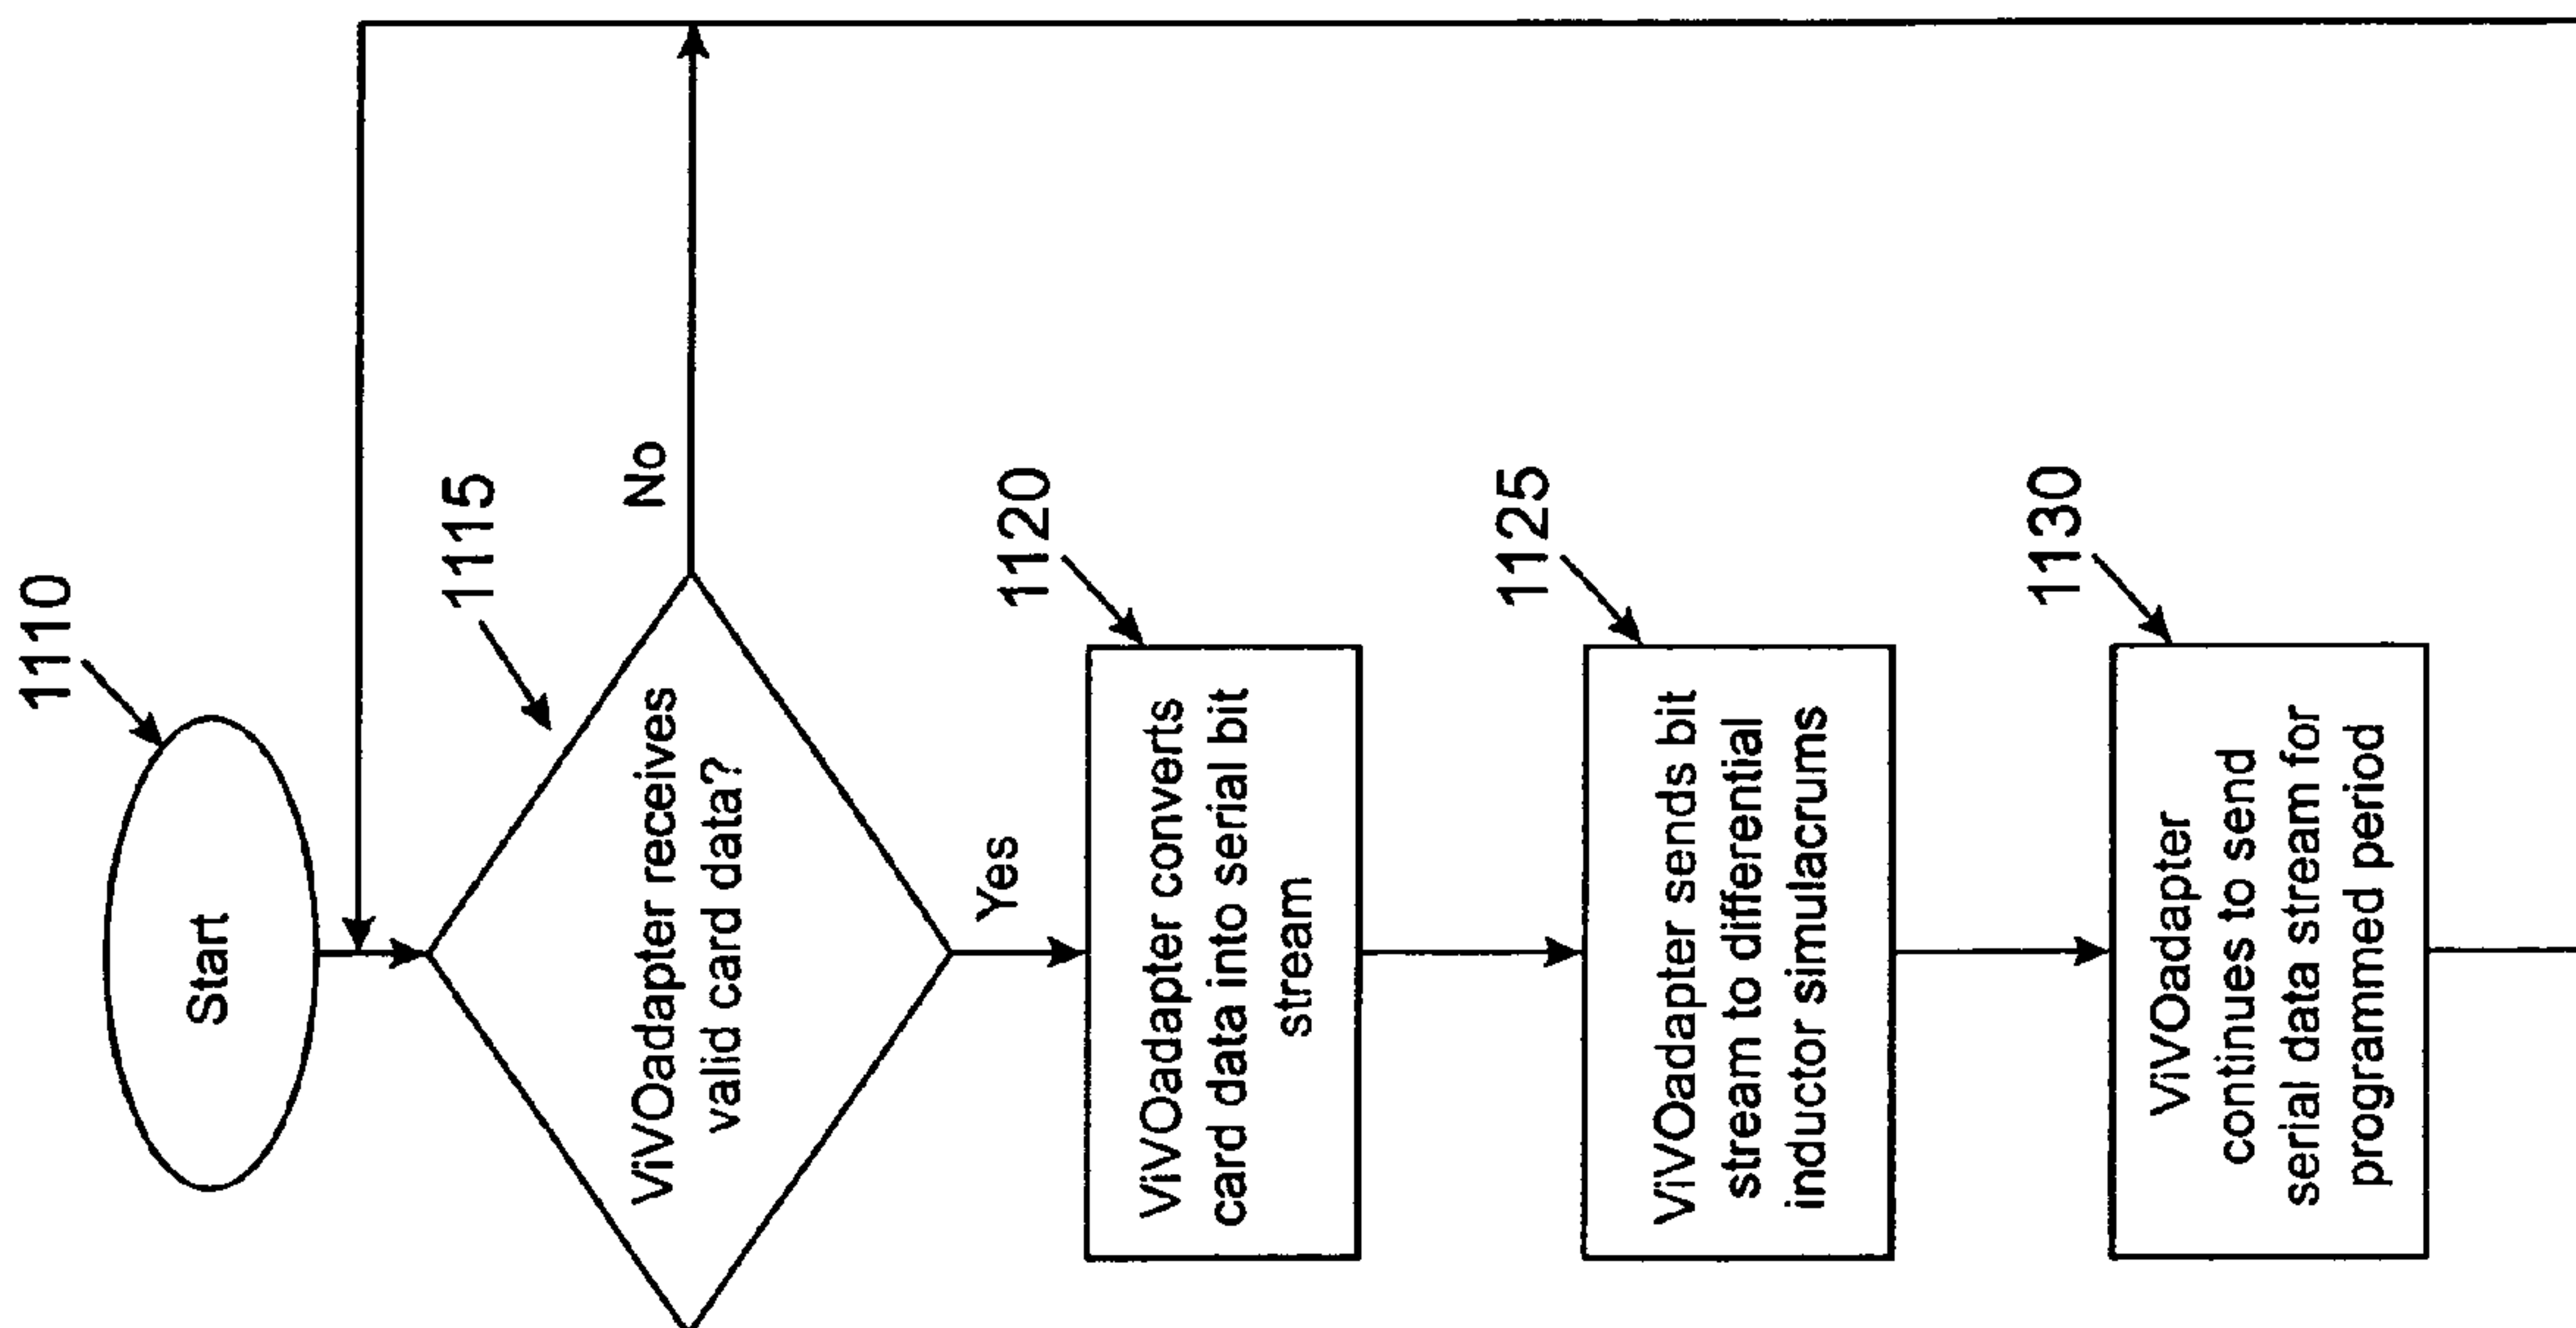 1110
Start
1115
ViVOadapter receives
valid card data?
No
Yes
1120
ViVOadapter converts
card data into serial bit
stream
1125
ViVOadapter sends bit
stream to differential
inductor simulacrums
1130
ViVOadapter
continues to send
serial data stream for
programmed period